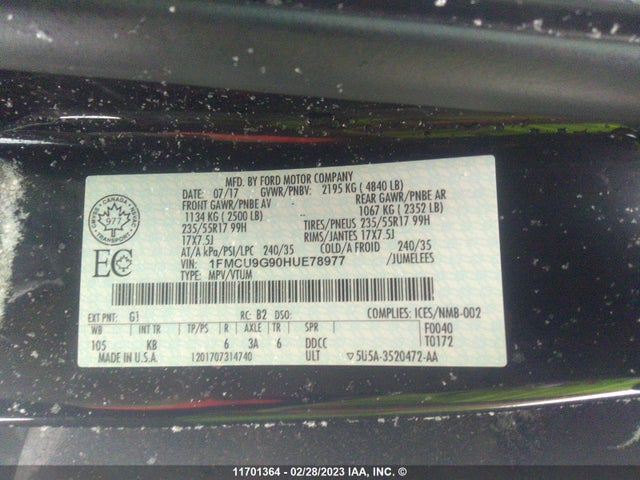 MFD. BY FORD MOTOR COMPANY
DATE: 07/17 GVWR/PNBV: 2195 KG ( 4840 LB)
FRONT GAWR/PNBE AV REAR GAWR/PNBE AR
1134 KG ( 2500 LB) 1067 KG ( 2352 LB)
235/55R17 99H TIRES/PNEUS 235/55R17 99H
17X7.5J RIMS/JANTES 17X7.5J
AT/A kPa/PSI/LPC 240/35 COLD/A FROID 240/35
VIN: 1FMCU9G90HUE78977 /JUMELEES
TYPE: MPV/VTUM
CANADA
977
EC
EXT PNT: G1 RC: B2 DSO: COMPLIES: ICES/NMB-002
WB INT TR TP/PS R AXLE TR SPR F0040
105 KB 6 3A 6 DDCC T0172
MADE IN U.S.A. 1201707314740 ULT ▽5U5A-3520472-AA
11701364 - 02/28/2023 IAA, INC. ©